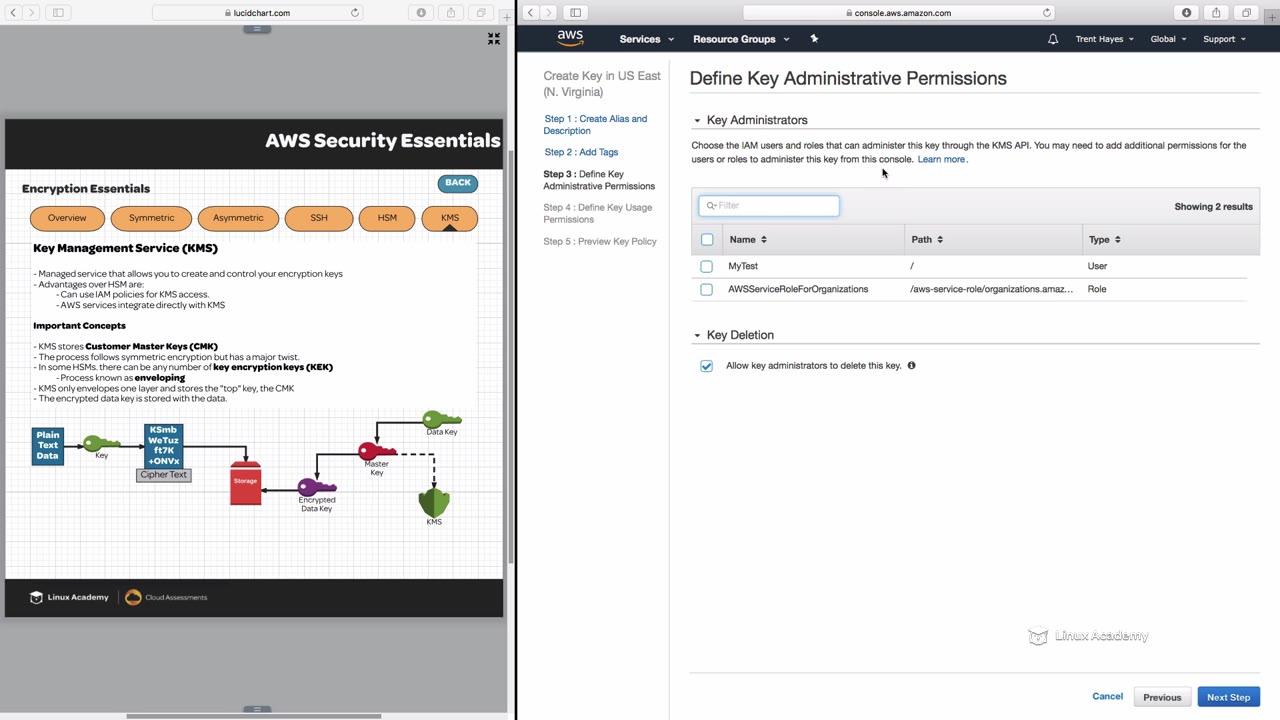 lucidchart.com
AWS Security Essentials
Encryption Essentials
BACK
Overview
Symmetric
Asymmetric
SSH
HSM
KMS
Key Management Service (KMS)
- Managed service that allows you to create and control your encryption keys
- Advantages over HSM are:
- Can use IAM policies for KMS access.
- AWS services integrate directly with KMS
Important Concepts
- KMS stores Customer Master Keys (CMK)
- The process follows symmetric encryption but has a major twist.
- In some HSMs. there can be any number of key encryption keys (KEK)
- Process known as enveloping
- KMS only envelopes one layer and stores the "top" key, the CMK
- The encrypted data key is stored with the data.
Plain
Text
Data
Key
KSmb
WeTuz
ft7K
+ONVx
Cipher Text
Storage
Data Key
Master
Key
Encrypted
Data Key
KMS
Linux Academy
Cloud Assessments
console.aws.amazon.com
aws
Services
Resource Groups
Trent Hayes
Global
Support
Create Key in US East
(N. Virginia)
Step 1 : Create Alias and
Description
Step 2 : Add Tags
Step 3 : Define Key
Administrative Permissions
Step 4 : Define Key Usage
Permissions
Step 5 : Preview Key Policy
Define Key Administrative Permissions
Key Administrators
Choose the IAM users and roles that can administer this key through the KMS API. You may need to add additional permissions for the
users or roles to administer this key from this console. Learn more.
Filter
Showing 2 results
Name
Path
Type
MyTest
/
User
AWSServiceRoleForOrganizations
/aws-service-role/organizations.amaz...
Role
Key Deletion
Allow key administrators to delete this key.
Linux Academy
Cancel
Previous
Next Step